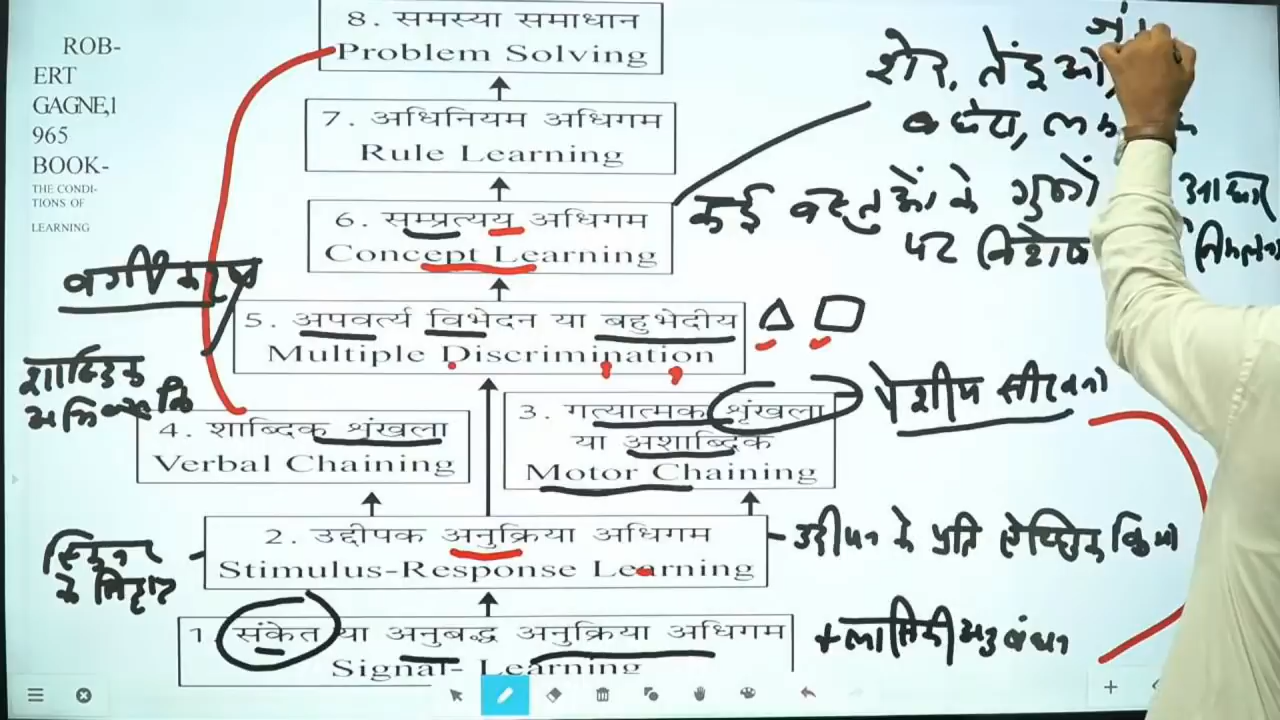 ROB-
ERT
GAGNE,1
965
BOOK-
THE CONDI-
TIONS OF
LEARNING
8. समस्या समाधान
Problem Solving
7. अधिनियम अधिगम
Rule Learning
6. सम्प्रत्यय अधिगम
Concept Learning
शेर, तेंदुओं,
कई वस्तुओं के गुणों
पर
5. अपवर्त्य विभेदन या बहुभेदीय
Multiple Discrimination
वर्गीकरण
शाब्दिक
अभिव्यक्ति
4. शाब्दिक श्रृंखला
Verbal Chaining
3. गत्यात्मक श्रृंखला
या अशाब्दिक
Motor Chaining
पेशीय
2. उद्दीपक अनुक्रिया अधिगम
Stimulus-Response Learning
स्किनर
के सिद्धांत
उद्दीपन के प्रति ऐच्छिक क्रिया
1. संकेत या अनुबद्ध अनुक्रिया अधिगम
Signal- Learning
क्लासिकी अनुबंधन